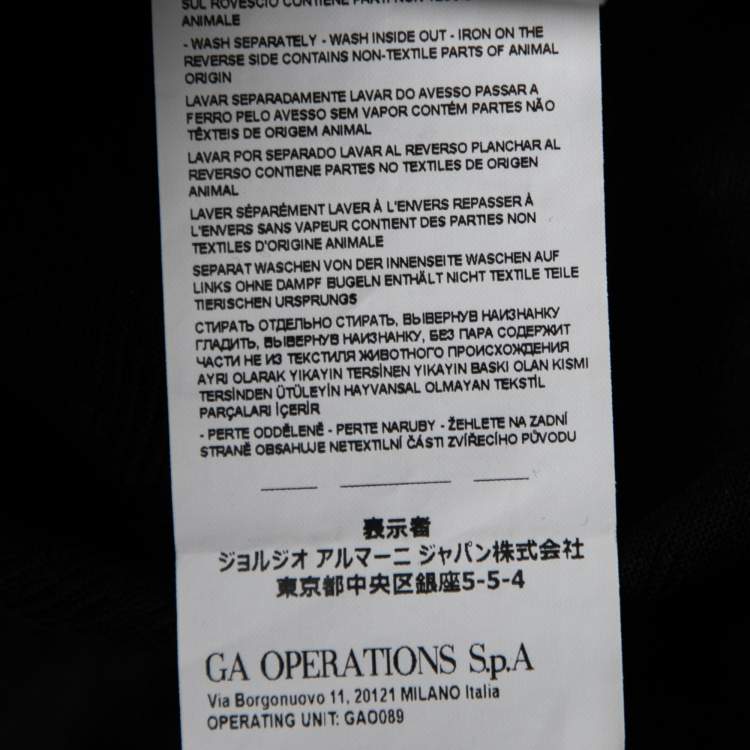 SUL ROVESCIO CONTIENE PARTI NON
ANIMALE
- WASH SEPARATELY - WASH INSIDE OUT - IRON ON THE
REVERSE SIDE CONTAINS NON-TEXTILE PARTS OF ANIMAL
ORIGIN
LAVAR SEPARADAMENTE LAVAR DO AVESSO PASSAR A
FERRO PELO AVESSO SEM VAPOR CONTÉM PARTES NÃO
TÊXTEIS DE ORIGEM ANIMAL
LAVAR POR SEPARADO LAVAR AL REVERSO PLANCHAR AL
REVERSO CONTIENE PARTES NO TEXTILES DE ORIGEN
ANIMAL
LAVER SÉPARÉMENT LAVER À L'ENVERS REPASSER À
L'ENVERS SANS VAPEUR CONTIENT DES PARTIES NON
TEXTILES D'ORIGINE ANIMALE
SEPARAT WASCHEN VON DER INNENSEITE WASCHEN AUF
LINKS OHNE DAMPF BUGELN ENTHÄLT NICHT TEXTILE TEILE
TIERISCHEN URSPRUNGS
СТИРАТЬ ОТДЕЛЬНО СТИРАТЬ, ВЫВЕРНУВ НАИЗНАНКУ
ГЛАДИТЬ, ВЫВЕРНУВ НАИЗНАНКУ, БЕЗ ПАРА СОДЕРЖИТ
ЧАСТИ НЕ ИЗ ТЕКСТИЛЯ ЖИВОТНОГО ПРОИСХОЖДЕНИЯ
AYRI OLARAK YIKAYIN TERSİNEN YIKAYIN BASKI OLAN KISMI
TERSİNDEN ÜTÜLEYİN HAYVANSAL OLMAYAN TEKSTİL
PARÇALARI İÇERİR
- PERTE ODDĚLENĚ - PERTE NARUBY - ŽEHLETE NA ZADNÍ
STRANĚ OBSAHUJE NETEXTILNÍ ČÁSTI ZVÍŘECÍHO PŮVODU
表示者
ジョルジオ アルマーニ ジャパン株式会社
東京都中央区銀座5-5-4
GA OPERATIONS S.p.A
Via Borgonuovo 11, 20121 MILANO Italia
OPERATING UNIT: GAO089